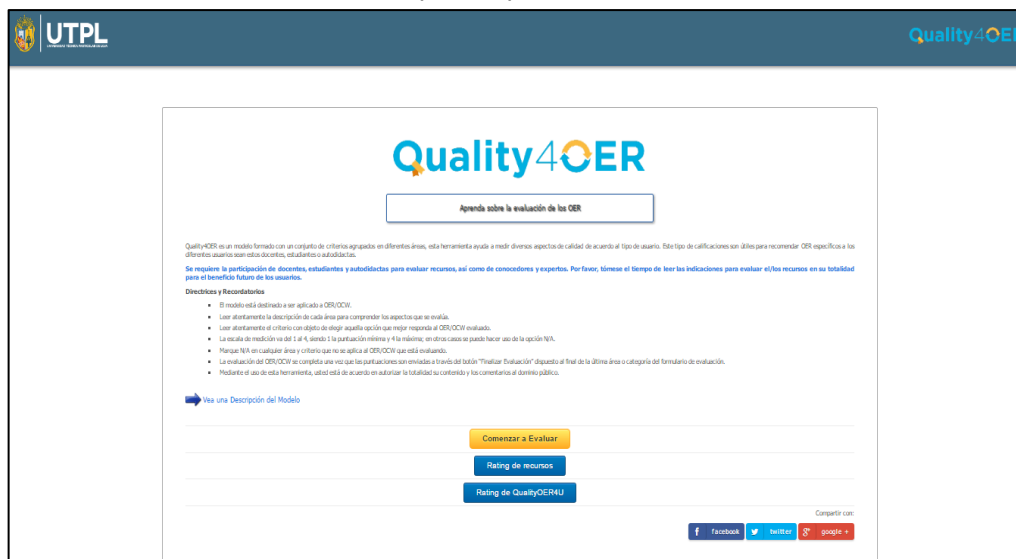 UTPL
Quality4OE
Quality4OER
Aprenda sobre la evaluación de los OER
Quality4OER es un modelo formado con un conjunto de criterios agrupados en diferentes áreas, esta herramienta ayuda a medir diversos aspectos de calidad de acuerdo al tipo de usuario. Este tipo de calificaciones son útiles para recomendar OER específicos a los
diferentes usuarios sean estos docentes, estudiantes o autodidactas.
Se requiere la participación de docentes, estudiantes y autodidactas para evaluar recursos, así como de conocedores y expertos. Por favor, tómese el tiempo de leer las indicaciones para evaluar el/los recursos en su totalidad
para el beneficio futuro de los usuarios.
Directrices y Recordatorios
El modelo está destinado a ser aplicado a OER/OCW.
Leer atentamente la descripción de cada área para comprender los aspectos que se evalúa.
Leer atentamente el criterio con objeto de elegir aquella opción que mejor responda al OER/OCW evaluado.
La escala de medición va del 1 al 4, siendo 1 la puntuación mínima y 4 la máxima; en otros casos se puede hacer uso de la opción N/A.
Marque N/A en cualquier área y criterio que no se aplica al OER/OCW que está evaluando.
La evaluación del OER/OCW se completa una vez que las puntuaciones son enviadas a través del botón "Finalizar Evaluación" dispuesto al final de la última área o categoría del formulario de evaluación.
Mediante el uso de esta herramienta, usted está de acuerdo en autorizar la totalidad su contenido y los comentarios al dominio público.
Vea una Descripción del Modelo
Comenzar a Evaluar
Rating de recursos
Rating de QualityOER4U
Compartir con:
facebook twitter google +